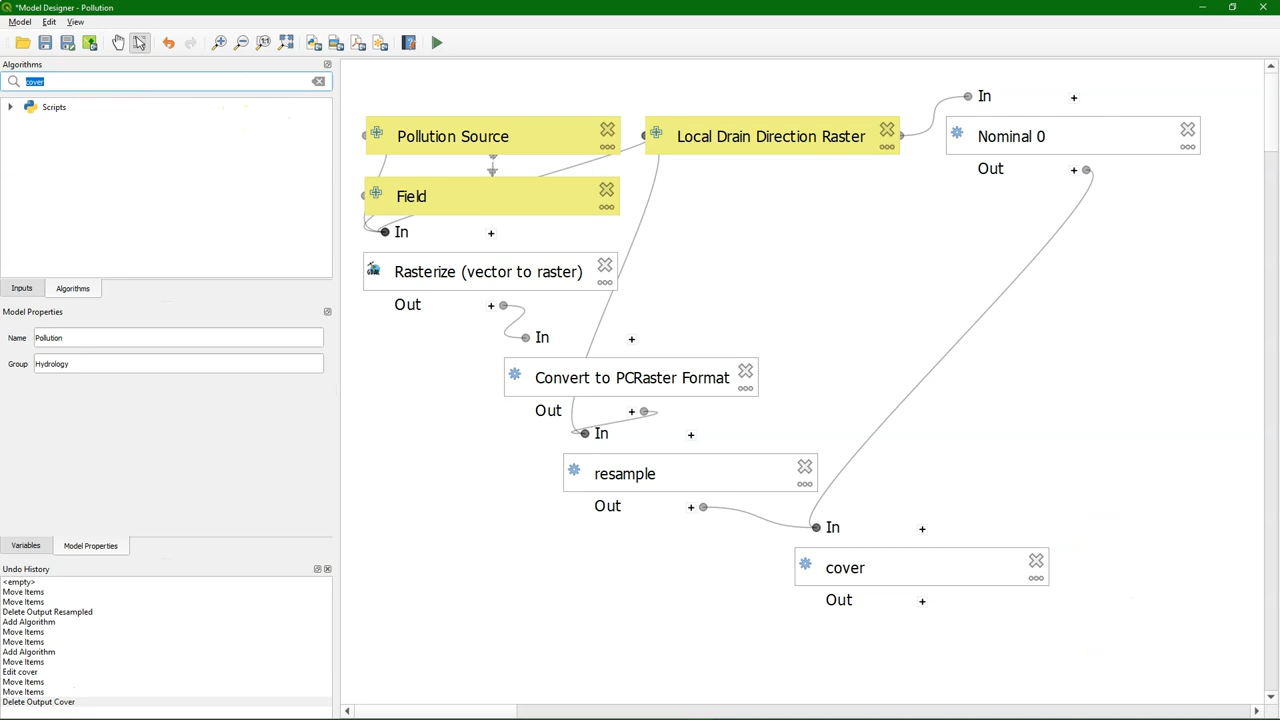 *Model Designer - Pollution
Model Edit View
Algorithms
cover
Scripts
Inputs Algorithms
Model Properties
Name Pollution
Group Hydrology
Variables Model Properties
Undo History
<empty>
Move Items
Move Items
Delete Output Resampled
Add Algorithm
Move Items
Move Items
Add Algorithm
Move Items
Edit cover
Move Items
Move Items
Delete Output Cover
In +
Pollution Source
Local Drain Direction Raster
Nominal 0
Out +
Field
In +
Rasterize (vector to raster)
Out +
In +
Convert to PCRaster Format
Out +
In +
resample
Out +
In +
cover
Out +